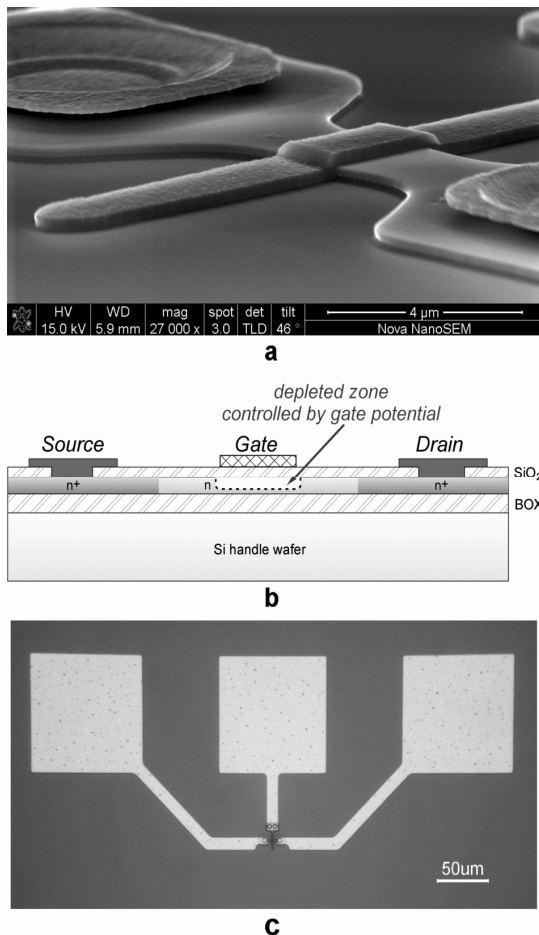 HV WD mag spot det tilt 4 µm
15.0 kV 5.9 mm 27 000 x 3.0 TLD 46 ° Nova NanoSEM
a
depleted zone
controlled by gate potential
Source Gate Drain
SiO2
n+ n n+
BOX
Si handle wafer
b
50um
c